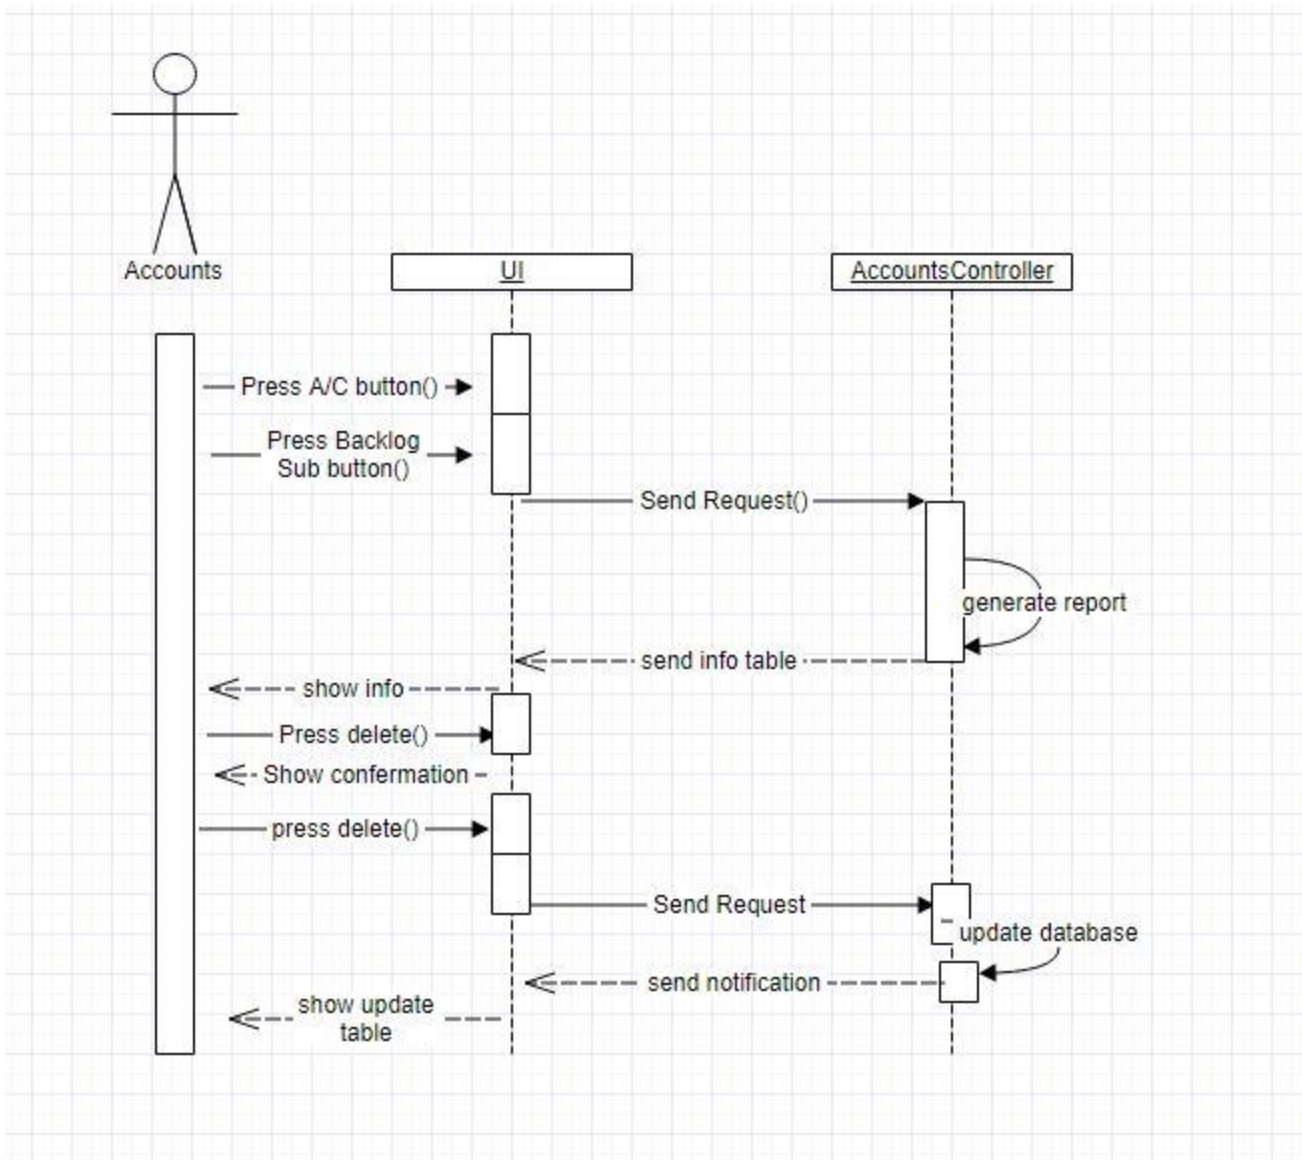 Accounts
UI
AccountsController
Press A/C button()
Press Backlog
Sub button()
Send Request()
generate report
send info table
show info
Press delete()
Show confermation
press delete()
Send Request
update database
send notification
show update
table